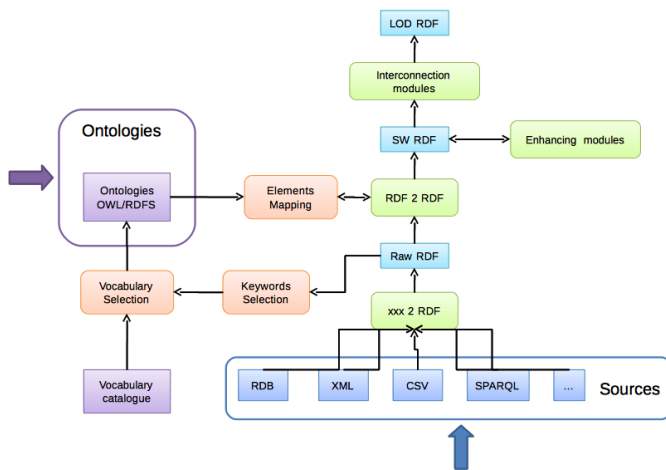 LOD RDF
Interconnection
modules
Ontologies
SW RDF
Enhancing modules
Ontologies
OWL/RDFS
Elements
Mapping
RDF 2 RDF
Raw RDF
Vocabulary
Selection
Keywords
Selection
xxx 2 RDF
Vocabulary
catalogue
RDB
XML
CSV
SPARQL
...
Sources